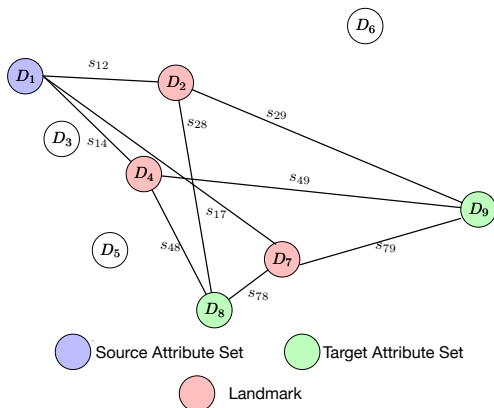 D₆
s₁₂
D₁
D₂
s₂₈
s₂₉
D₃
s₁₄
D₄
s₄₉
s₁₇
D₉
s₄₈
D₅
D₇
s₇₉
s₇₈
D₈
Source Attribute Set
Target Attribute Set
Landmark